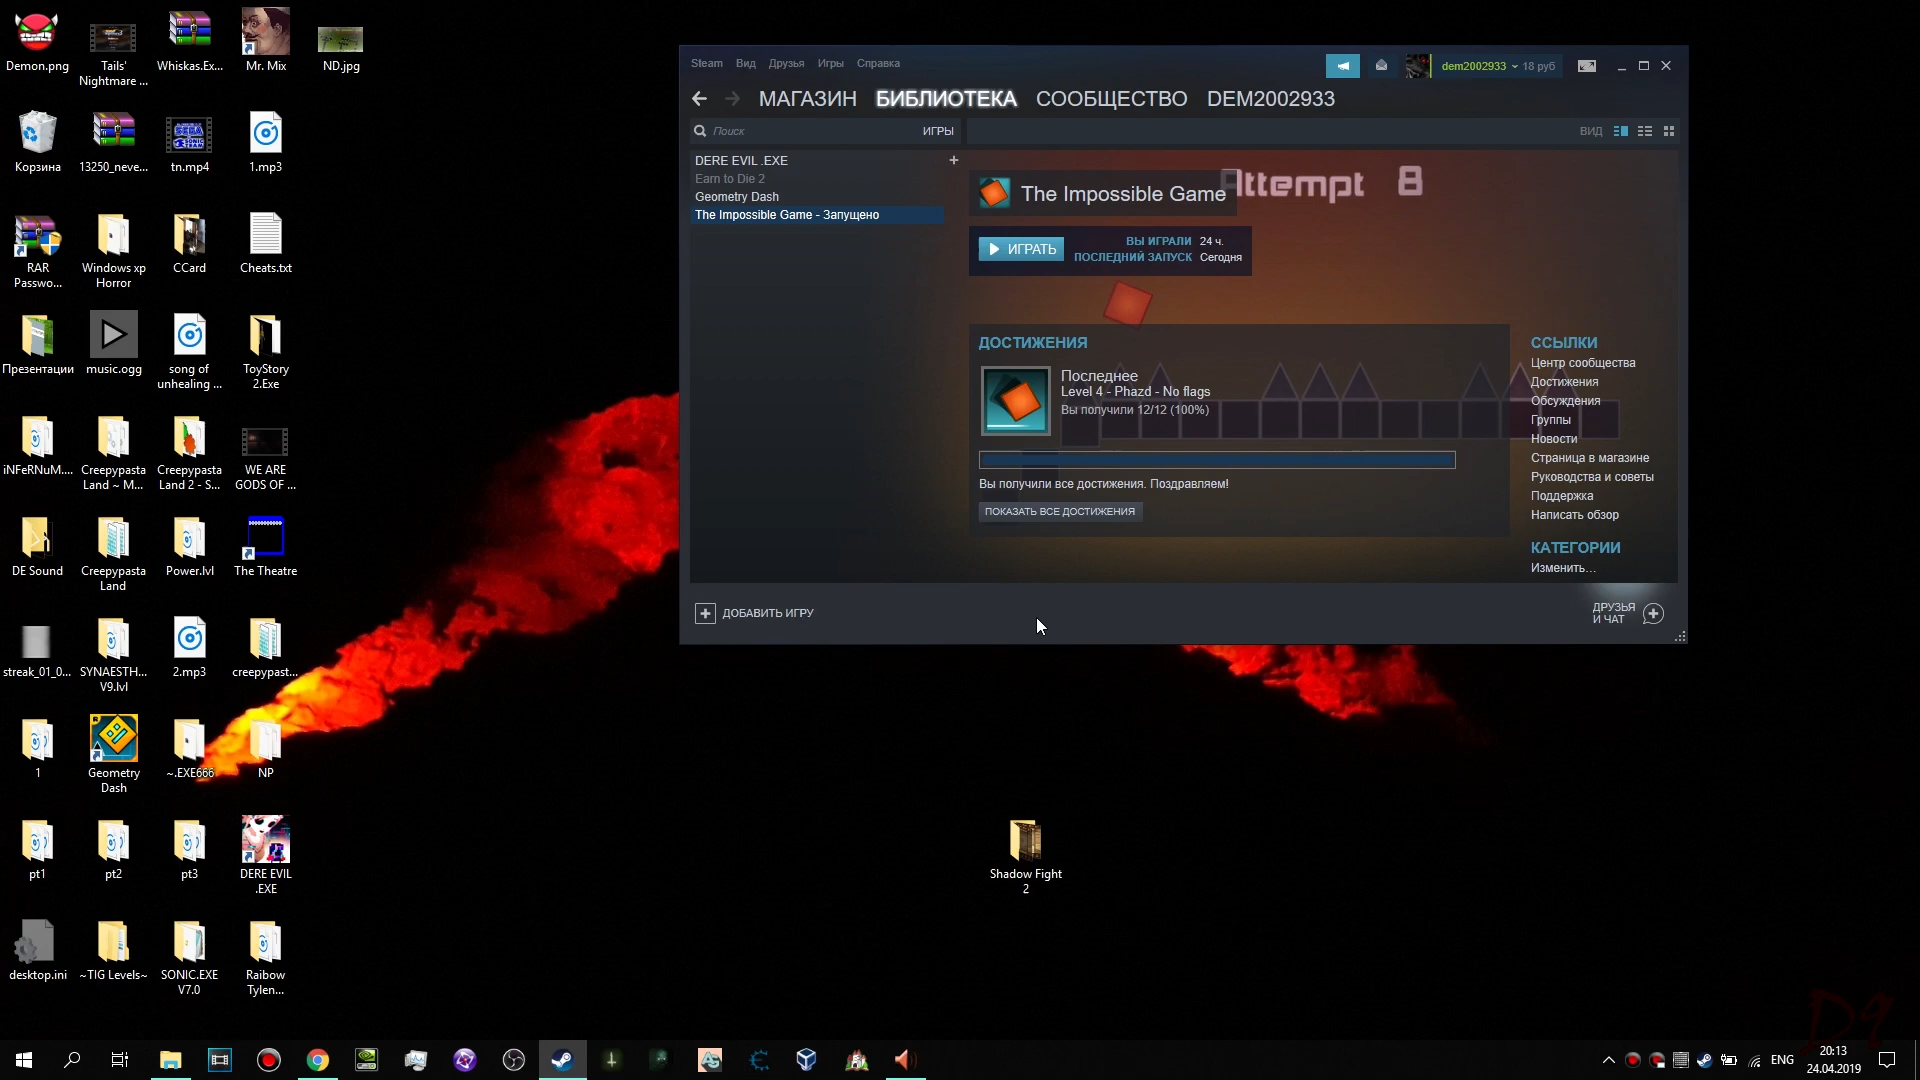 Demon.png
Tails'
Nightmare ...
Whiskas.Ex...
Mr. Mix
ND.jpg
Корзина
13250_neve...
tn.mp4
1.mp3
RAR
Passwo...
Windows xp
Horror
CCard
Cheats.txt
Презентации
music.ogg
song of
unhealing ...
ToyStory
2.Exe
iNFeRNuM....
Creepypasta
Land ~ M...
Creepypasta
Land 2 - S...
WE ARE
GODS OF ...
DE Sound
Creepypasta
Land
Power.lvl
The Theatre
streak_01_0...
SYNAESTH...
V9.lvl
2.mp3
creepypast...
1
Geometry
Dash
~.EXE666
NP
pt1
pt2
pt3
DERE EVIL
.EXE
desktop.ini
~TIG Levels~
SONIC.EXE
V7.0
Raibow
Tylen...
Shadow Fight
2
Steam Вид Друзья Игры Справка
dem2002933 18 руб
МАГАЗИН БИБЛИОТЕКА СООБЩЕСТВО DEM2002933
Поиск ИГРЫ ВИД
DERE EVIL .EXE
Earn to Die 2
Geometry Dash
The Impossible Game - Запущено
The Impossible Game
Attempt 8
ИГРАТЬ
ВЫ ИГРАЛИ 24 ч.
ПОСЛЕДНИЙ ЗАПУСК Сегодня
ДОСТИЖЕНИЯ
Последнее
Level 4 - Phazd - No flags
Вы получили 12/12 (100%)
Вы получили все достижения. Поздравляем!
ПОКАЗАТЬ ВСЕ ДОСТИЖЕНИЯ
ССЫЛКИ
Центр сообщества
Достижения
Обсуждения
Группы
Новости
Страница в магазине
Руководства и советы
Поддержка
Написать обзор
КАТЕГОРИИ
Изменить...
ДОБАВИТЬ ИГРУ
ДРУЗЬЯ
И ЧАТ
D9
ENG
20:13
24.04.2019